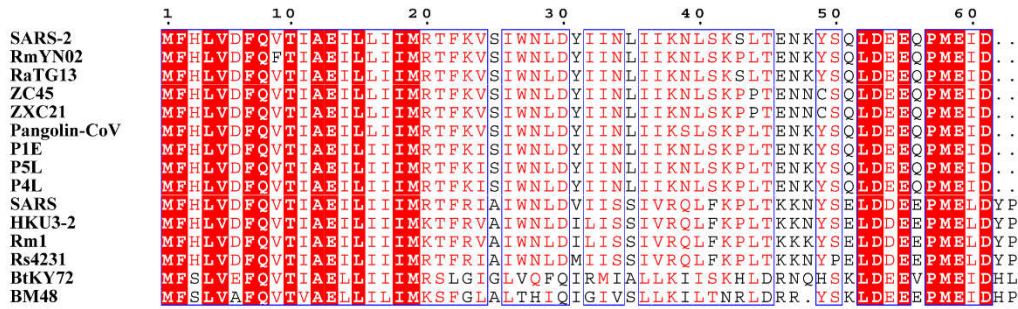 1 10 20 30 40 50 60
SARS-2 MFHLVDFQVTIAEILLIIMRTFKVSIWNLDYIINLIIKNLSKSLTENKYSQLDEEQPMEID..
RmYN02 MFHLVDFQFTIAEILLIIMRTFKVSIWNLDYIINLIIKNLSKPLTENKYSQLDEEQPMEID..
RaTG13 MFHLVDFQVTIAEILLIIMRTFKVSIWNLDYIINLIIKNLSKSLTENKYSQLDEEQPMEID..
ZC45 MFHLVDFQVTIAEILLIIMRTFKVSIWNLDYIINLIIKNLSKPPTENNCSQLDEEQPMEID..
ZXC21 MFHLVDFQVTIAEILLIIMRTFKVSIWNLDYIINLIIKNLSKPPTENNCSQLDEEQPMEID..
Pangolin-CoV MFHLVDFQVTIAEILLIIMRTFKVSIWNLDYIINLIIKSLSKPLTENKYSQLDEEQPMEID..
P1E MFHLVDFQVTIAEILIIIMRTFKISIWNLDYIINLIIKNLSKPLTENKYSQLDEEQPMEID..
P5L MFHLVDFQVTIAEILIIIMRTFKISIWNLDYIINLIIKNLSKPLTENKYSQLDEEQPMEID..
P4L MFHLVDFQVTIAEILIIIMRTFKISIWNLDYIINLIIKNLSKPLTENKYSQLDEEQPMEID..
SARS MFHLVDFQVTIAEILIIIMRTFRIAIWNLDVIISSIVRQLFKPLTKKNYSELDDEEPMELDYP
HKU3-2 MFHLVDFQVTIAEILIIIMKTFRVAIWNLDILISSIVRQLFKPLTKKNYSELDDEEPMELDYP
Rm1 MFHLVDFQVTIAEILIIIMKTFRVAIWNLDILISSIVRQLFKPLTKKKYSELDDEEPMELDYP
Rs4231 MFHLVDFQVTIAEILIIIMRTFRIAIWNLDMIISSIVRQLFKPLTKKNYPELDDEEPMELDYP
BtKY72 MFSLVEFQVTIAELLIIIMRSLGIGLVQFQIRMIALLKIISKHLDRNQHSKLDEEVPMEIDHL
BM48 MFSLVAFQVTVAELLILIMKSFGLALTHIQIGIVSLLKILTNRLDRR.YSKLDEEEPMEIDHP